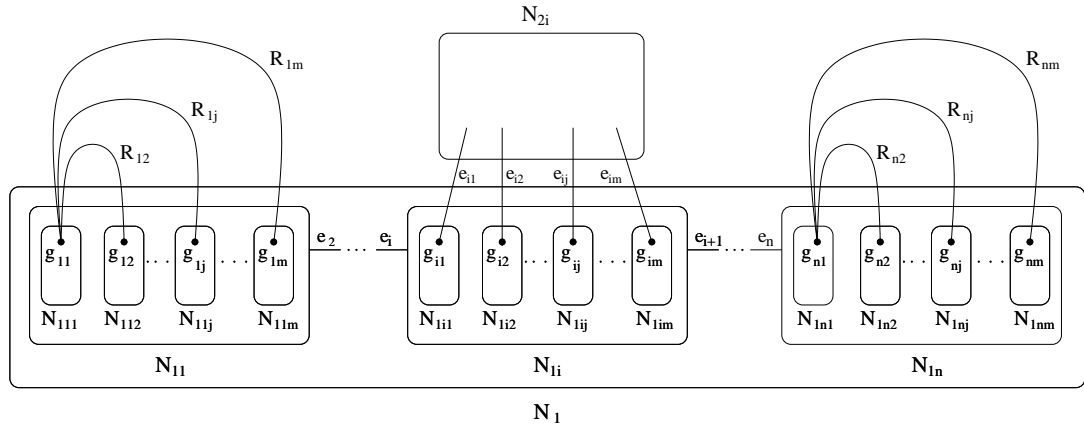 N2i
R1m
Rnm
R1j
Rnj
R12
Rn2
ei1 ei2 eij eim
e2 ... ei
ei+1 ... en
g11 g12 ... g1j .... g1m
gi1 gi2 ... gij .... gim
gn1 gn2 ... gnj .... gnm
N111 N112 N11j N11m
N1i1 N1i2 N1ij N1im
N1n1 N1n2 N1nj N1nm
N11 N1i N1n
N1